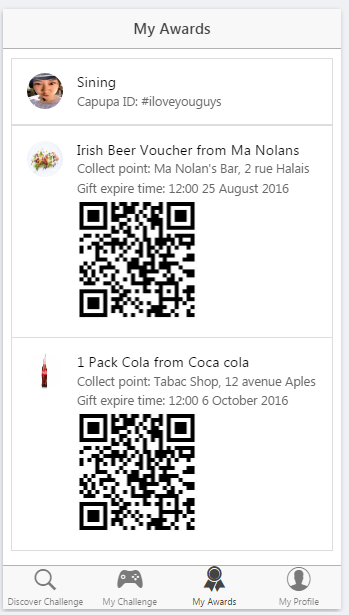 My Awards
Sining
Capupa ID: #iloveyouguys
Irish Beer Voucher from Ma Nolans
Collect point: Ma Nolan's Bar, 2 rue Halais
Gift expire time: 12:00 25 August 2016
1 Pack Cola from Coca cola
Collect point: Tabac Shop, 12 avenue Aples
Gift expire time: 12:00 6 October 2016
Discover Challenge
My Challenge
My Awards
My Profile